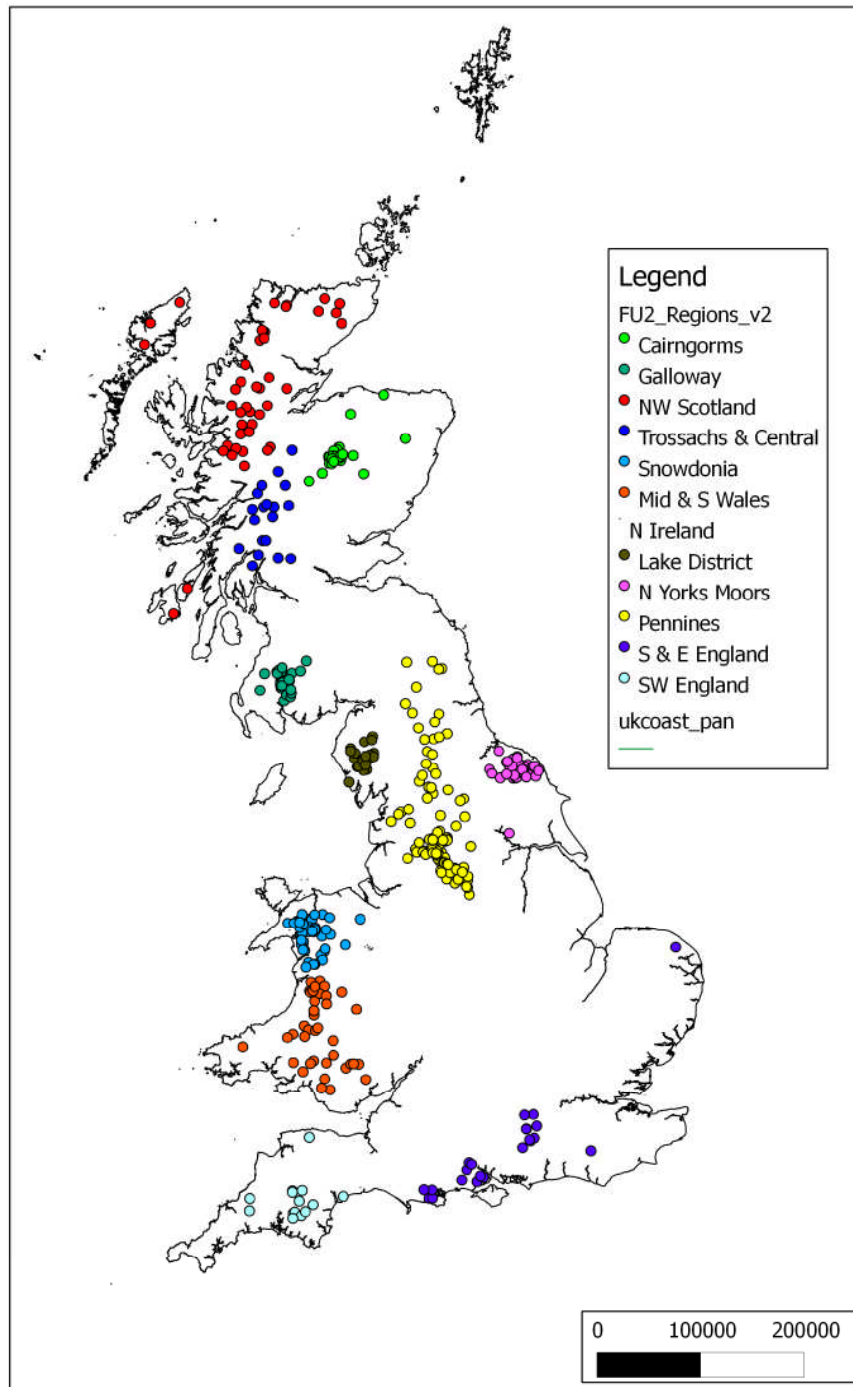 Legend
FU2_Regions_v2
Cairngorms
Galloway
NW Scotland
Trossachs & Central
Snowdonia
Mid & S Wales
N Ireland
Lake District
N Yorks Moors
Pennines
S & E England
SW England
ukcoast_pan
0 100000 200000